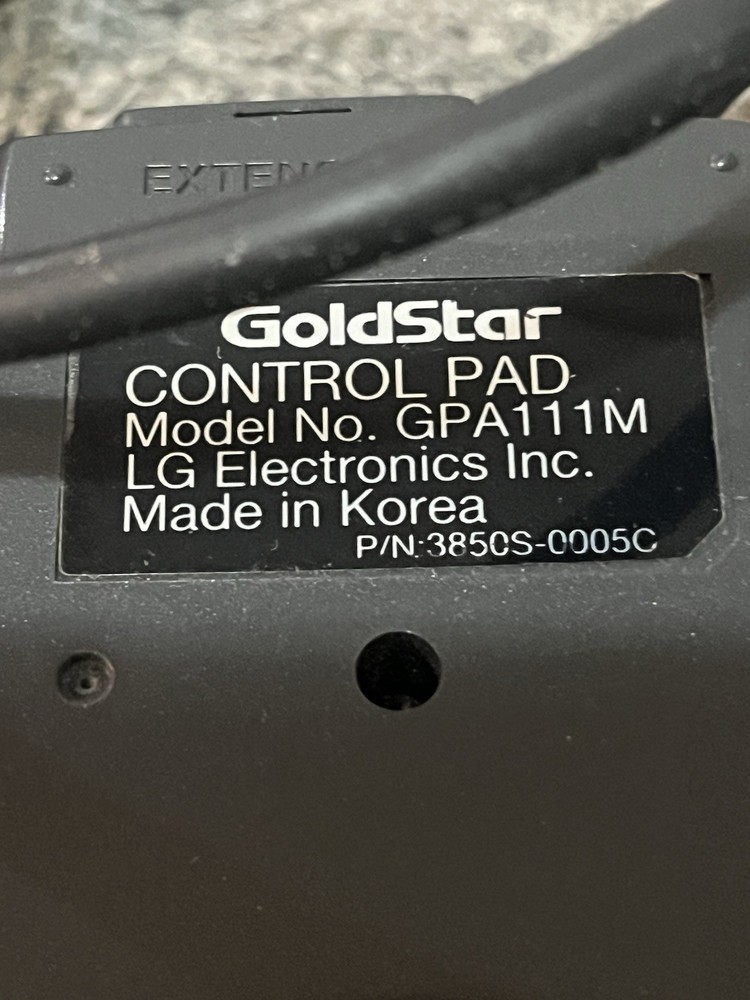 GoldStar
CONTROL PAD
Model No. GPA111M
LG Electronics Inc.
Made in Korea
P/N:3850S-0005C